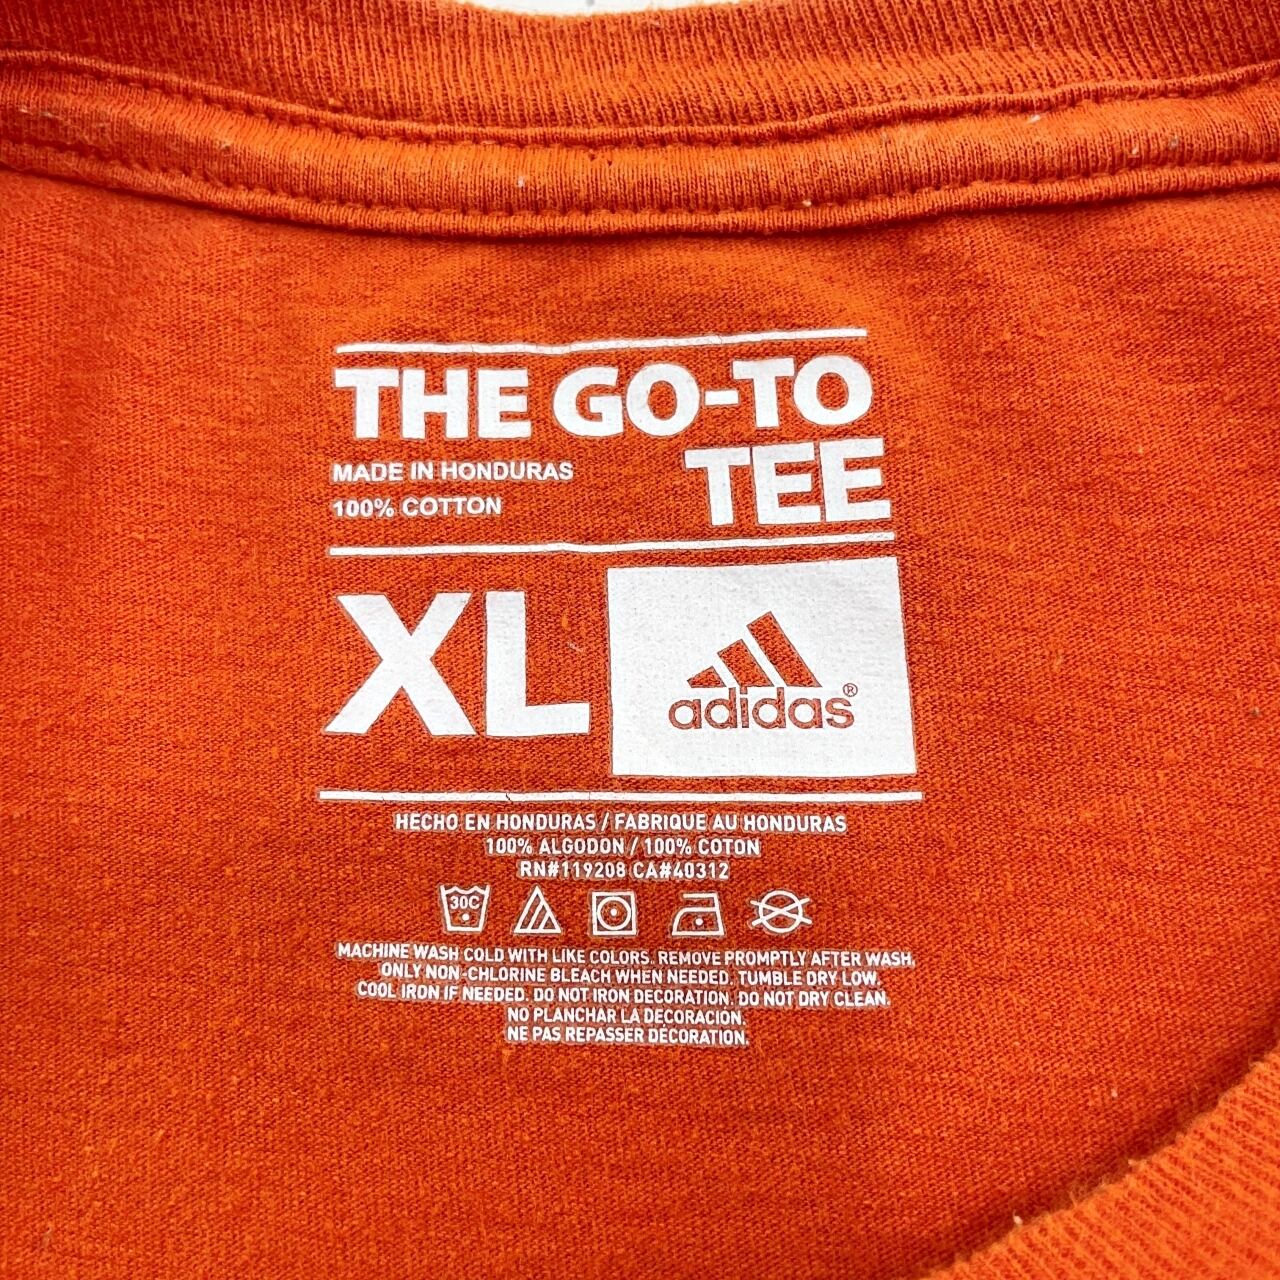 THE GO-TO
TEE
MADE IN HONDURAS
100% COTTON
XL
adidas®
HECHO EN HONDURAS / FABRIQUE AU HONDURAS
100% ALGODON / 100% COTON
RN#119208 CA#40312
30C
MACHINE WASH COLD WITH LIKE COLORS. REMOVE PROMPTLY AFTER WASH.
ONLY NON-CHLORINE BLEACH WHEN NEEDED. TUMBLE DRY LOW.
COOL IRON IF NEEDED. DO NOT IRON DECORATION. DO NOT DRY CLEAN.
NO PLANCHAR LA DECORACIÓN.
NE PAS REPASSER DÉCORATION.